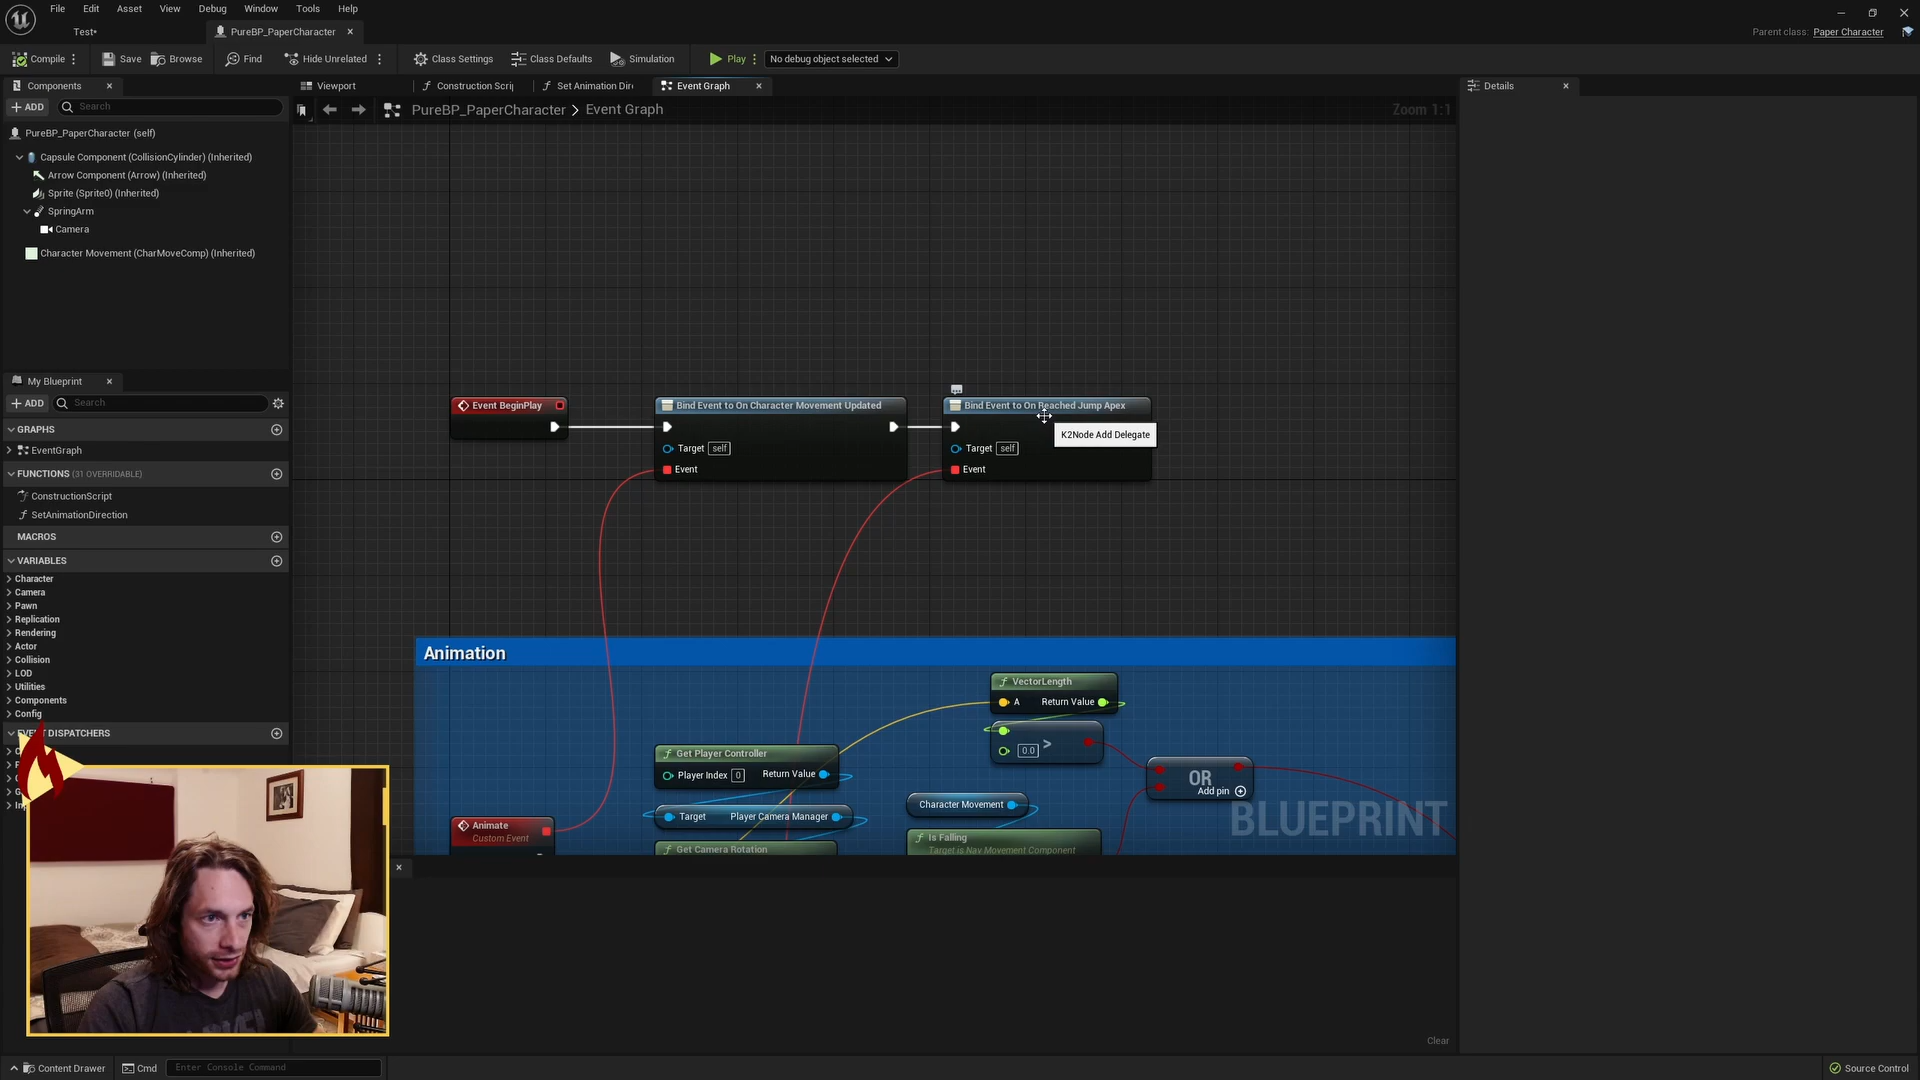 File Edit Asset View Debug Window Tools Help
Test* PureBP_PaperCharacter
Parent class: Paper Character
Compile Save Browse Find Hide Unrelated Class Settings Class Defaults Simulation Play No debug object selected
Components
ADD Search
PureBP_PaperCharacter (self)
Capsule Component (CollisionCylinder) (Inherited)
Arrow Component (Arrow) (Inherited)
Sprite (Sprite0) (Inherited)
SpringArm
Camera
Character Movement (CharMoveComp) (Inherited)
My Blueprint
ADD Search
GRAPHS
EventGraph
FUNCTIONS (31 OVERRIDABLE)
ConstructionScript
SetAnimationDirection
MACROS
VARIABLES
Character
Camera
Pawn
Replication
Rendering
Actor
Collision
LOD
Utilities
Components
Config
DISPATCHERS
Viewport Construction Scrip Set Animation Dir Event Graph
PureBP_PaperCharacter > Event Graph
Zoom 1:1
Event BeginPlay
Bind Event to On Character Movement Updated
Target self
Event
Bind Event to On Reached Jump Apex
Target self
Event
K2Node Add Delegate
Animation
VectorLength
A Return Value
0.0 >
Get Player Controller
Player Index 0 Return Value
Target Player Camera Manager
Get Camera Rotation
Character Movement
Is Falling
Target is Nav Movement Component
OR
Add pin
Animate
Custom Event
BLUEPRINT
Clear
Details
Content Drawer Cmd Enter Console Command
Source Control